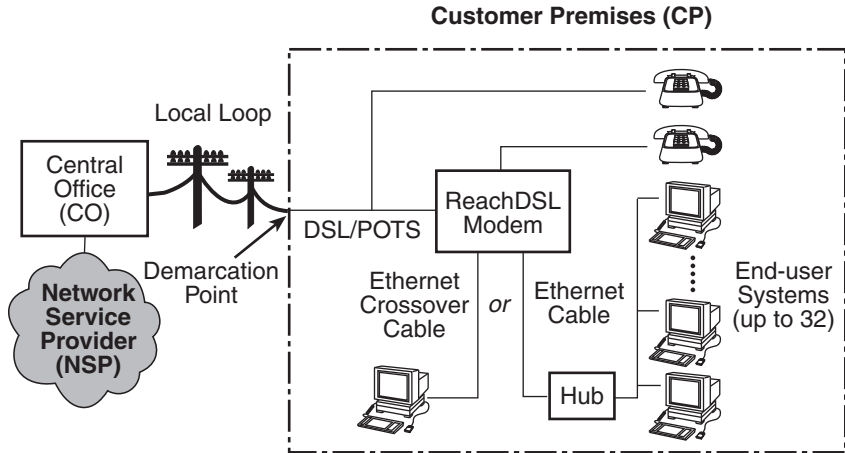 Customer Premises (CP)
Local Loop
Central
Office
(CO)
ReachDSL
Modem
DSL/POTS
Demarcation
Point
Network
Service
Provider
(NSP)
Ethernet
Crossover
Cable
or
Ethernet
Cable
End-user
Systems
(up to 32)
Hub